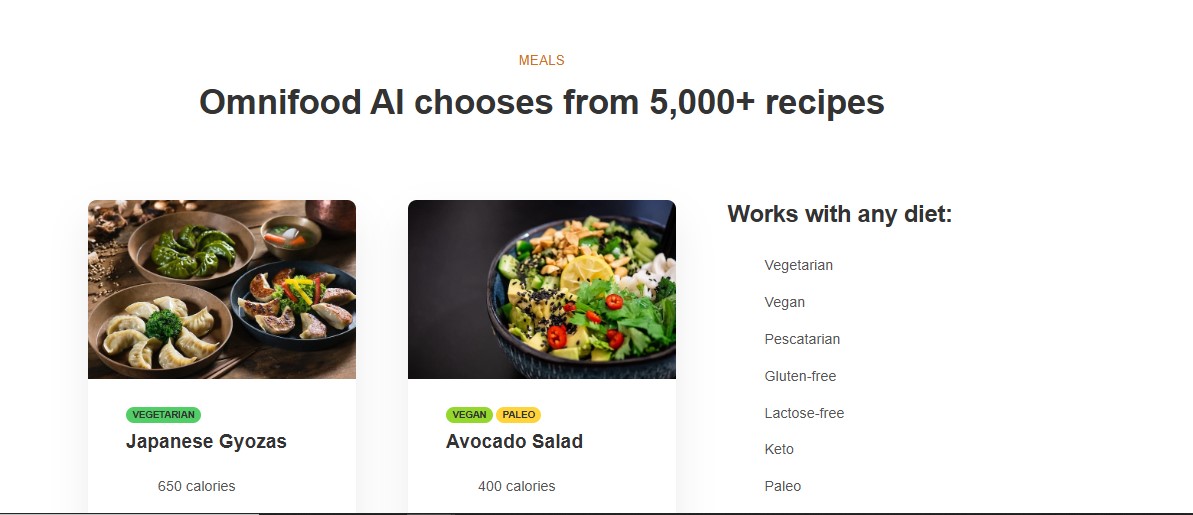 MEALS
Omnifood AI chooses from 5,000+ recipes
VEGETARIAN
Japanese Gyozas
650 calories
VEGAN PALEO
Avocado Salad
400 calories
Works with any diet:
Vegetarian
Vegan
Pescatarian
Gluten-free
Lactose-free
Keto
Paleo